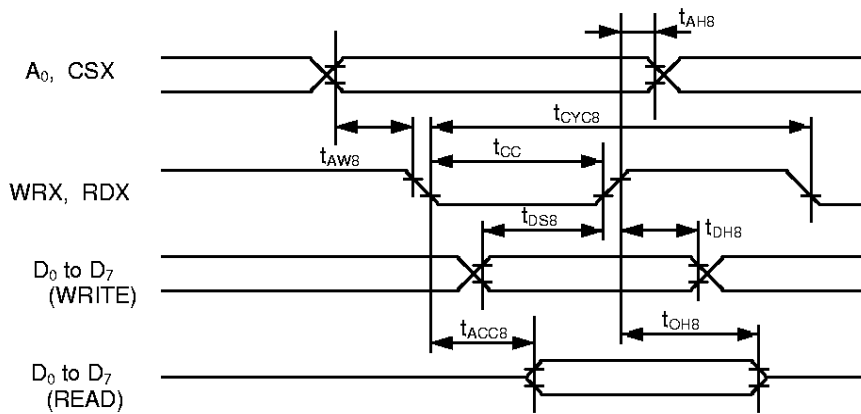 tAH8
A0, CSX
tCYC8
tAW8
tCC
WRX, RDX
tDS8
tDH8
D0 to D7
(WRITE)
tACC8
tOH8
D0 to D7
(READ)